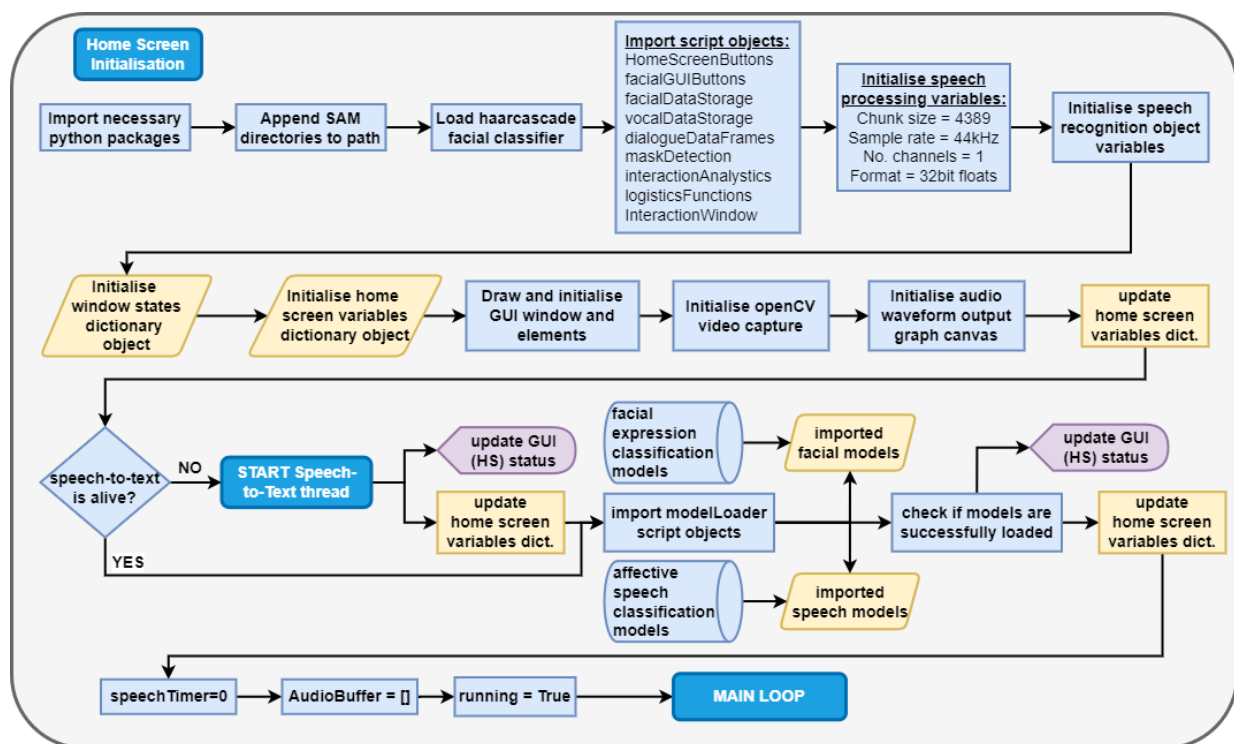 Home Screen
Initialisation
Import necessary
python packages
Append SAM
directories to path
Load haarcascade
facial classifier
Import script objects:
HomeScreenButtons
facialGUIButtons
facialDataStorage
vocalDataStorage
dialogueDataFrames
maskDetection
interactionAnalystics
logisticsFunctions
InteractionWindow
Initialise speech
processing variables:
Chunk size = 4389
Sample rate = 44kHz
No. channels = 1
Format = 32bit floats
Initialise speech
recognition object
variables
Initialise
window states
dictionary
object
Initialise home
screen variables
dictionary object
Draw and initialise
GUI window and
elements
Initialise openCV
video capture
Initialise audio
waveform output
graph canvas
update
home screen
variables dict.
speech-to-text
is alive?
NO
YES
START Speech-
to-Text thread
update GUI
(HS) status
update
home screen
variables dict.
facial
expression
classification
models
imported
facial models
import modelLoader
script objects
affective
speech
classification
models
imported
speech models
check if models are
successfully loaded
update GUI
(HS) status
update
home screen
variables dict.
speechTimer=0
AudioBuffer = []
running = True
MAIN LOOP